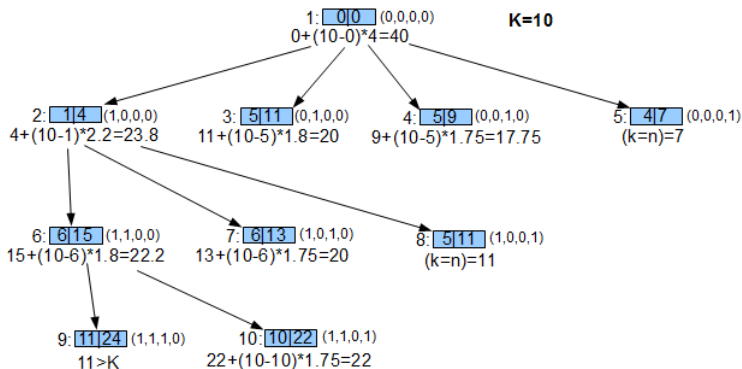 1: 0|0 (0,0,0,0) K=10
0+(10-0)*4=40
2: 1|4 (1,0,0,0) 3: 5|11 (0,1,0,0) 4: 5|9 (0,0,1,0) 5: 4|7 (0,0,0,1)
4+(10-1)*2.2=23.8 11+(10-5)*1.8=20 9+(10-5)*1.75=17.75 (k=n)=7
6: 6|15 (1,1,0,0) 7: 6|13 (1,0,1,0) 8: 5|11 (1,0,0,1)
15+(10-6)*1.8=22.2 13+(10-6)*1.75=20 (k=n)=11
9: 11|24 (1,1,1,0) 10: 10|22 (1,1,0,1)
11>K 22+(10-10)*1.75=22